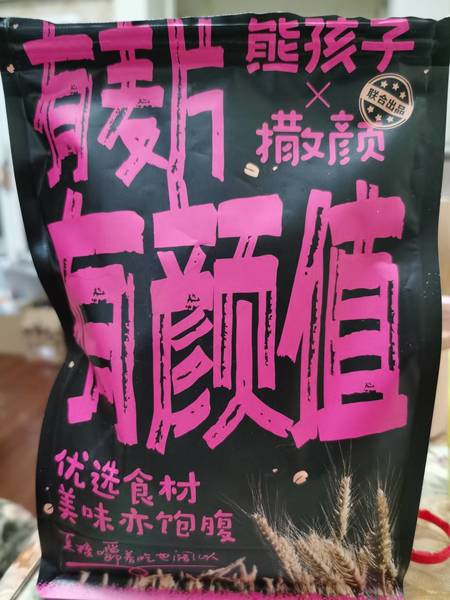 有麦片
熊孩子
×
撒颜
联合出品
有颜值
优选食材
美味亦饱腹